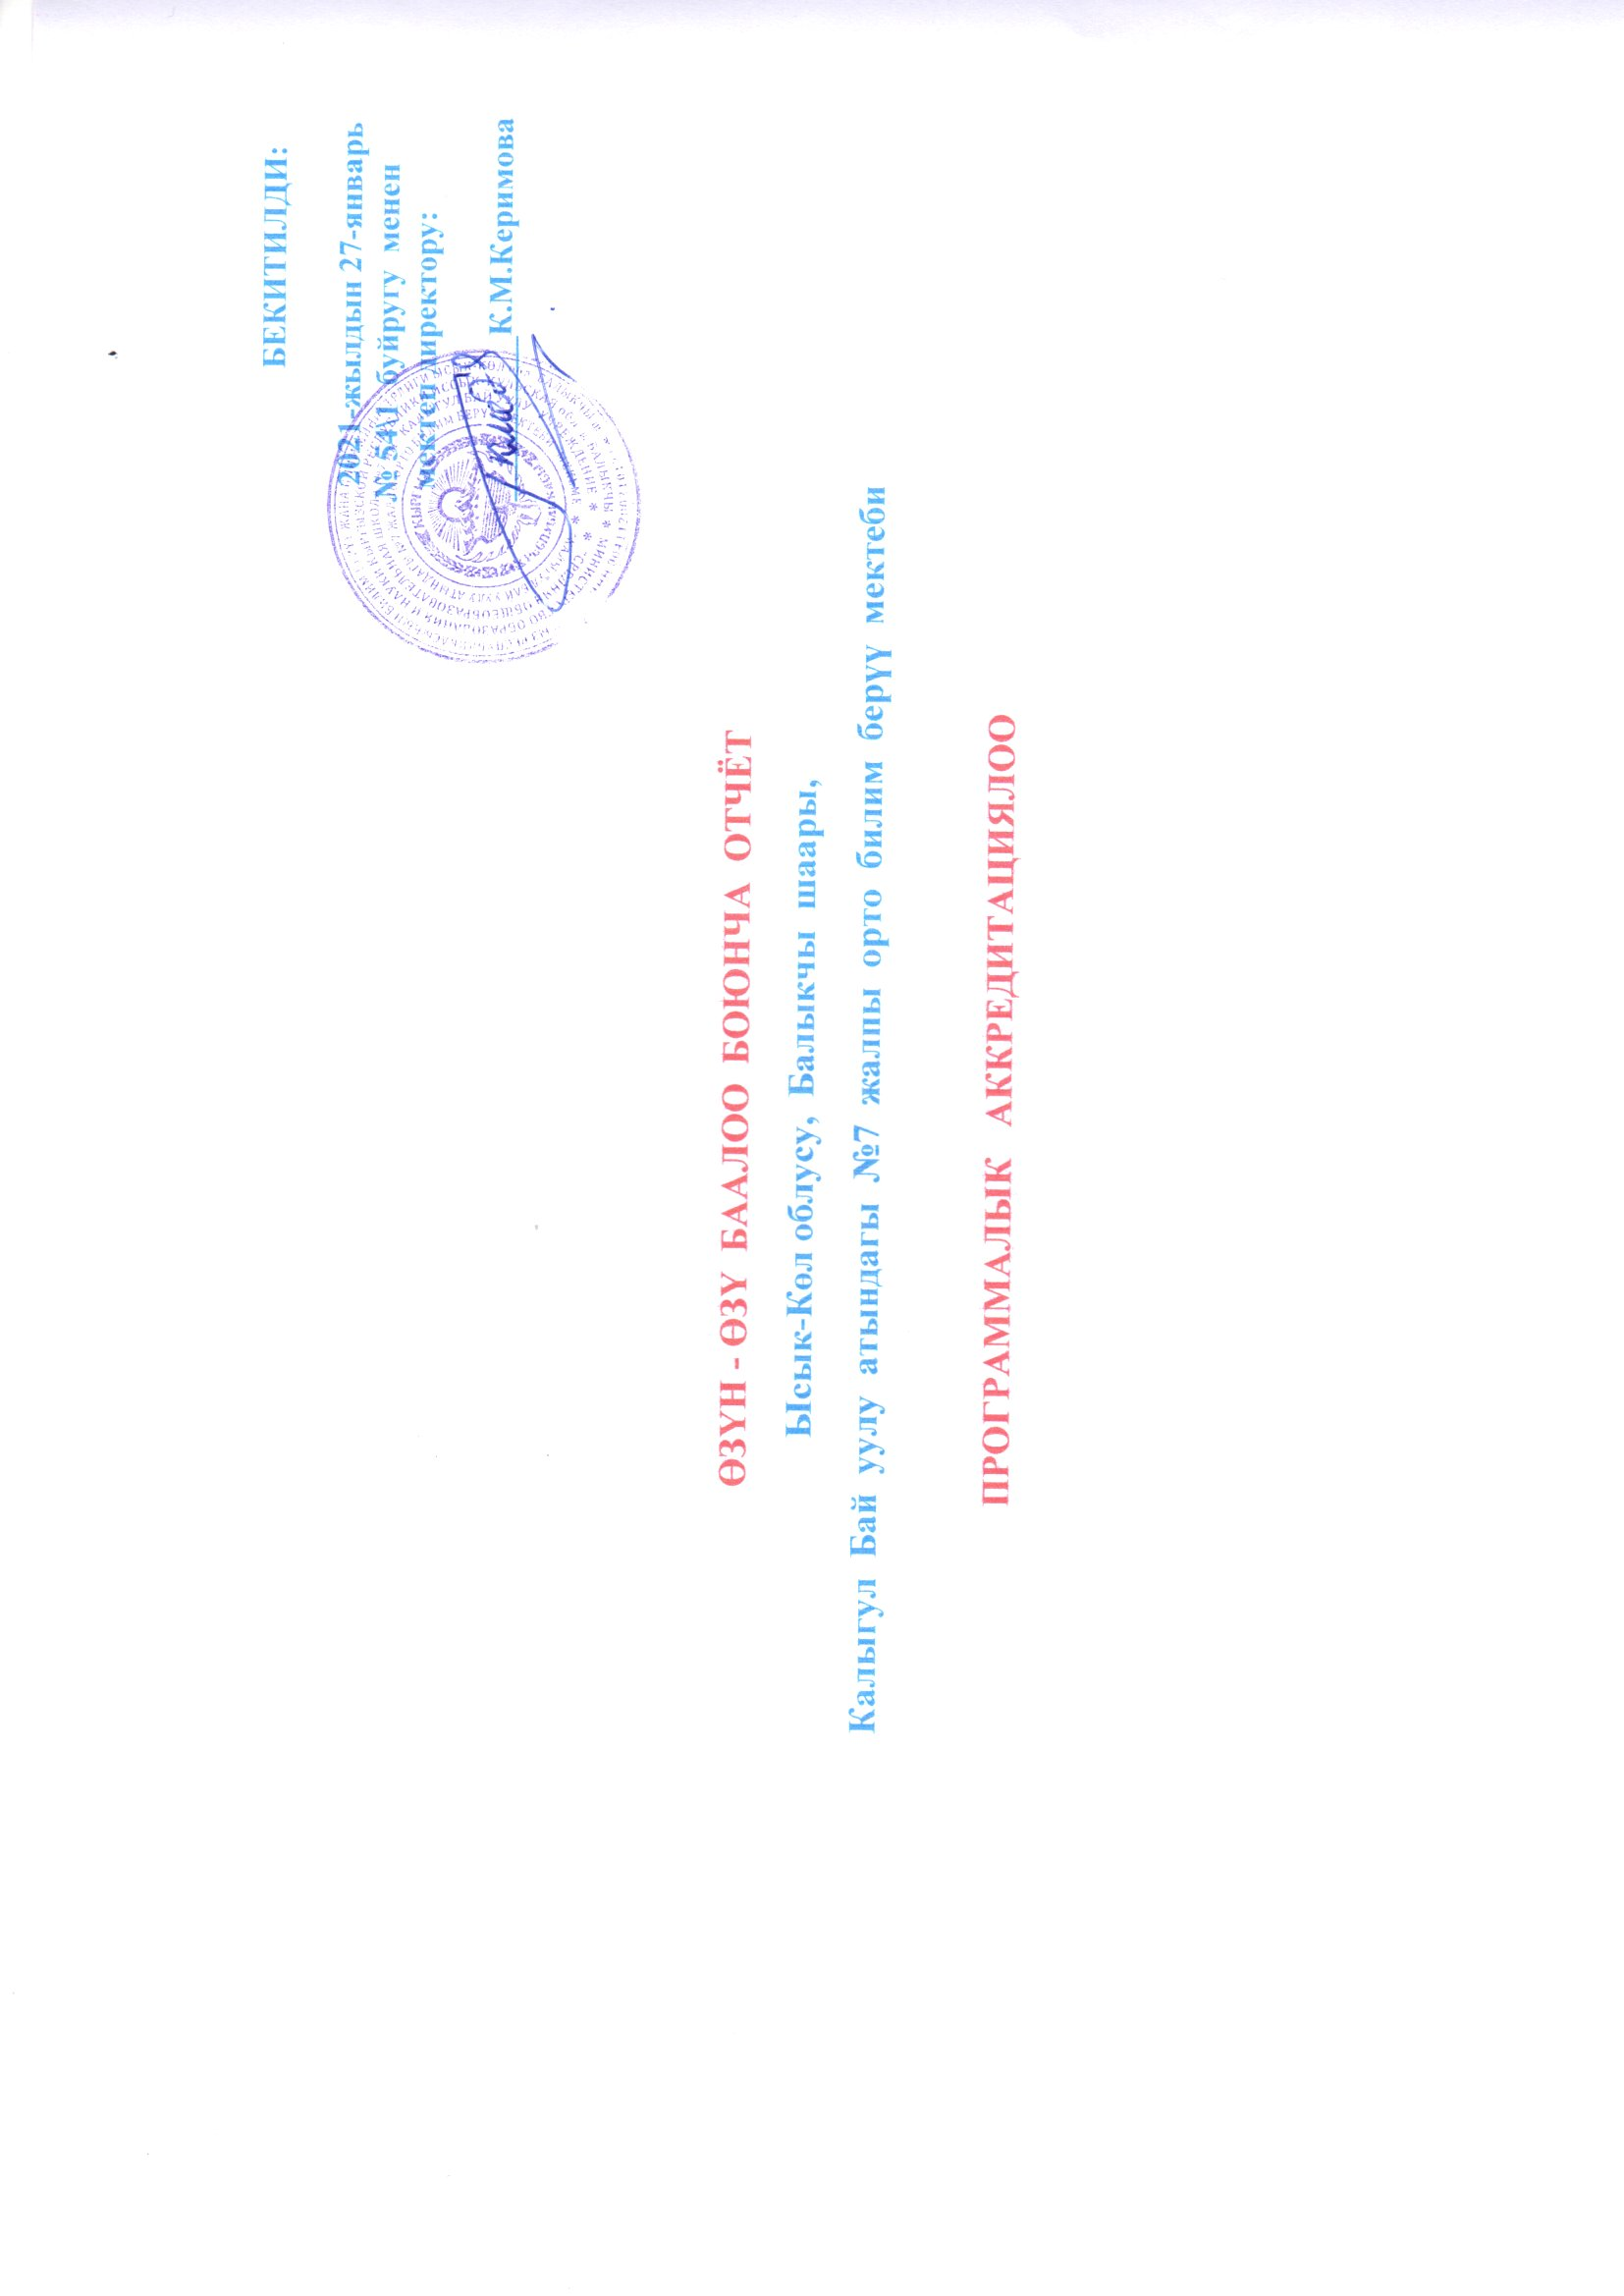 БЕКИТИЛДИ:
2021-жылдын 27-январь
№ 54\1 буйругу менен
мектеп директору:
К.М.Керимова
ӨЗҮН - ӨЗҮ БААЛОО БОЮНЧА ОТЧЁТ
Ысык-Көл облусу, Балыкчы шаары,
Калыгул Бай уулу атындагы №7 жалпы орто билим берүү мектеби
ПРОГРАММАЛЫК АККРЕДИТАЦИЯЛОО